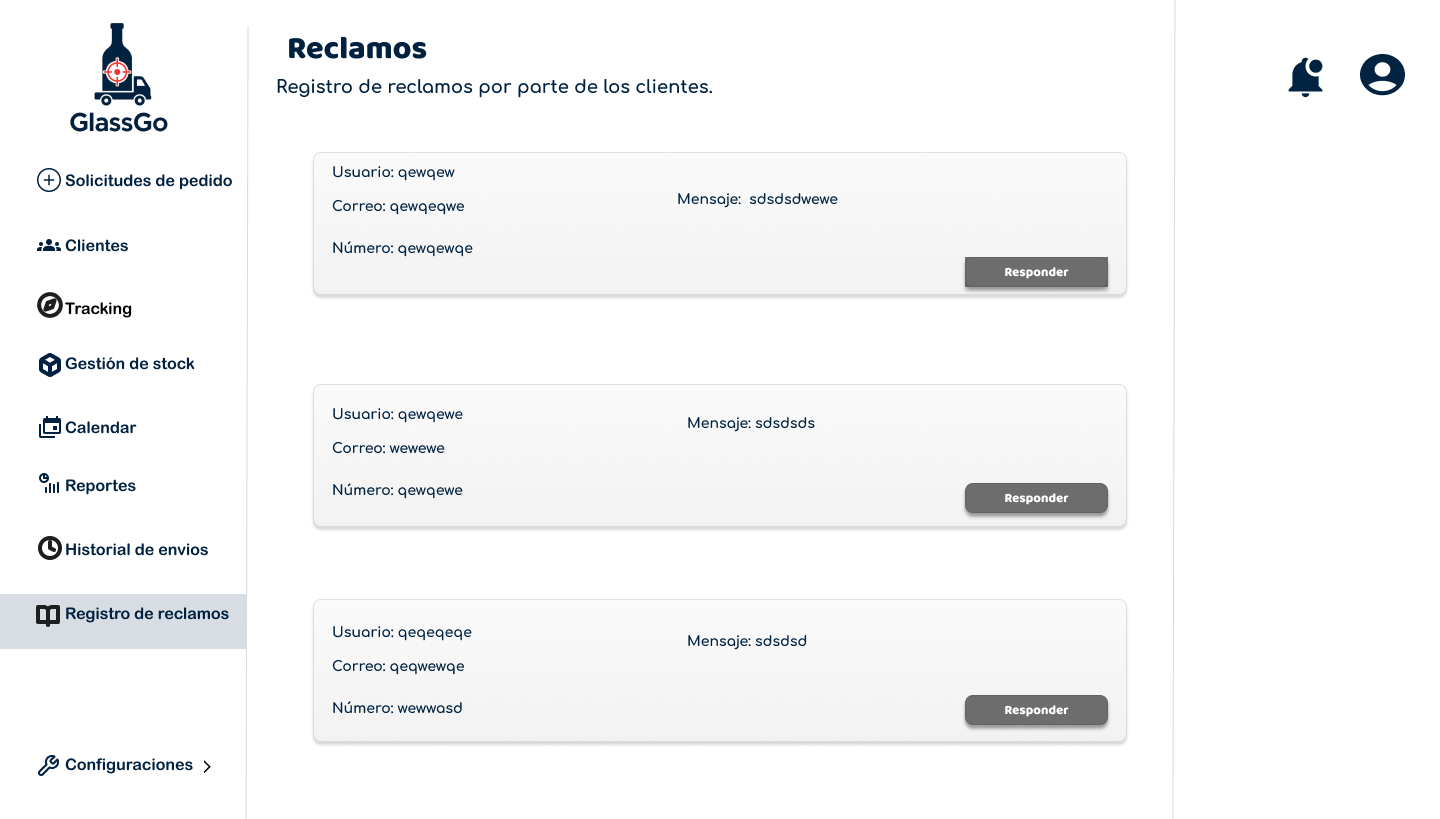 GlassGo
Solicitudes de pedido
Clientes
Tracking
Gestión de stock
Calendar
Reportes
Historial de envios
Registro de reclamos
Configuraciones
Reclamos
Registro de reclamos por parte de los clientes.
Usuario: qewqew
Correo: qewqeqwe
Número: qewqewqe
Mensaje:  sdsdsdwewe
Responder
Usuario: qewqewe
Correo: wewewe
Número: qewqewe
Mensaje: sdsdsds
Responder
Usuario: qeqeqeqe
Correo: qeqwewqe
Número: wewwasd
Mensaje: sdsdsd
Responder